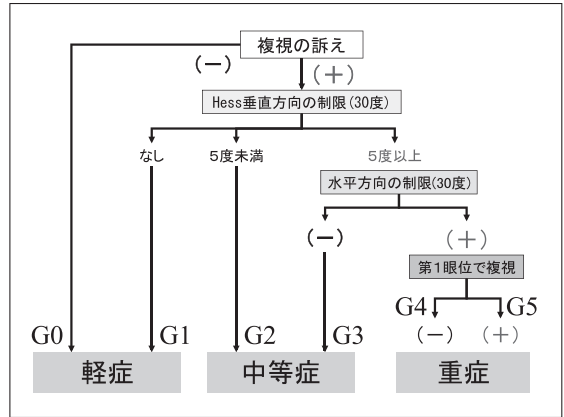 複視の訴え
(－)
(＋)
Hess垂直方向の制限(30度)
なし
5度未満
5度以上
水平方向の制限(30度)
(－)
(＋)
第1眼位で複視
G4
G5
G0
G1
G2
G3
(－)
(＋)
軽症
中等症
重症